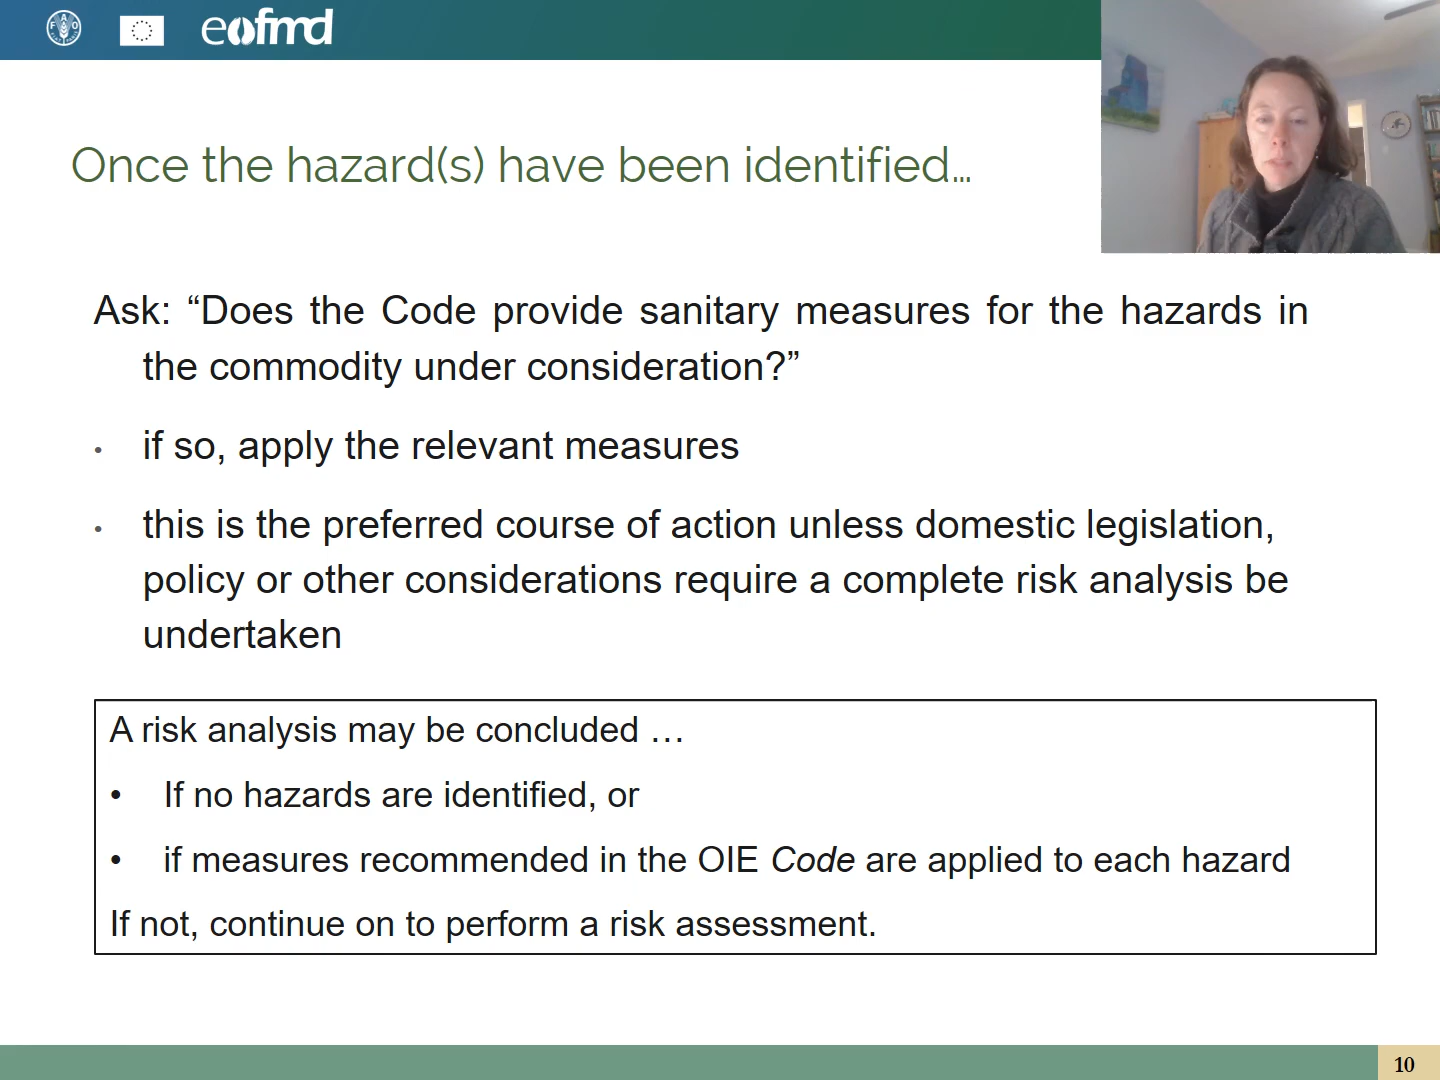 FAO
eofmd
Once the hazard(s) have been identified…
Ask: “Does the Code provide sanitary measures for the hazards in
the commodity under consideration?”
• if so, apply the relevant measures
• this is the preferred course of action unless domestic legislation,
policy or other considerations require a complete risk analysis be
undertaken
A risk analysis may be concluded …
• If no hazards are identified, or
• if measures recommended in the OIE Code are applied to each hazard
If not, continue on to perform a risk assessment.
10